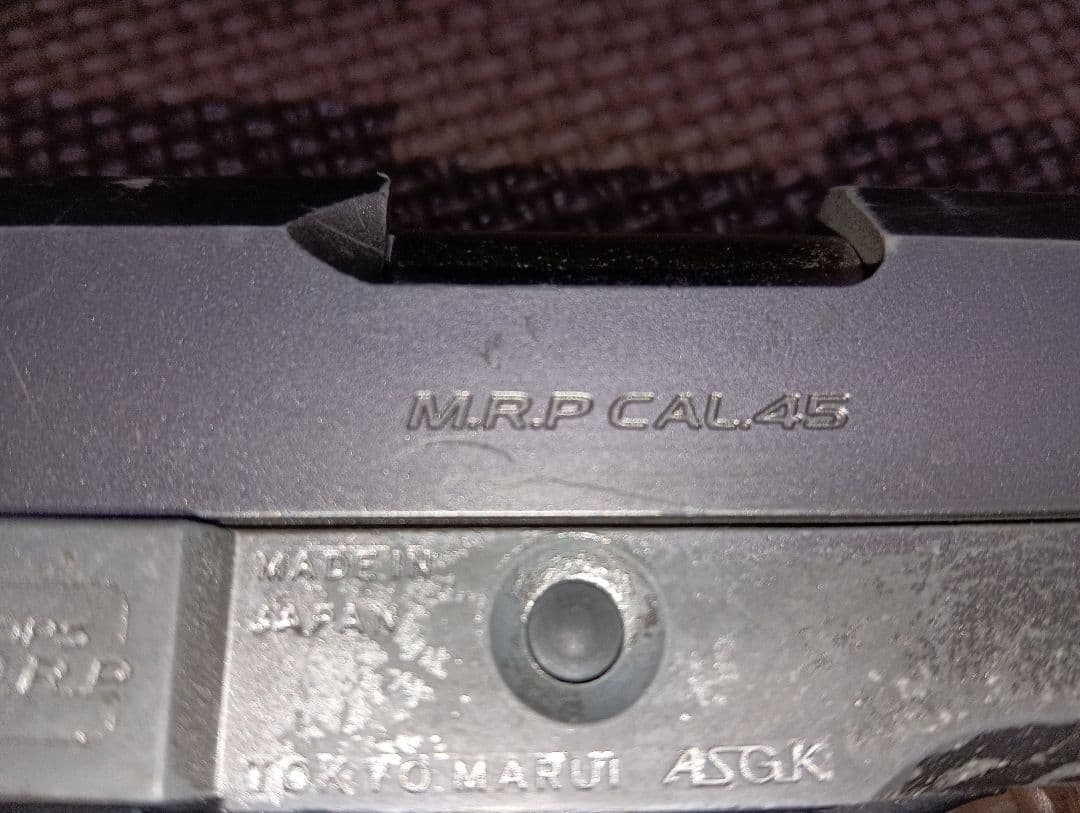 M.R.P CAL.45
MADE IN
JAPAN
R.P
TOKYO MARUI ASGK